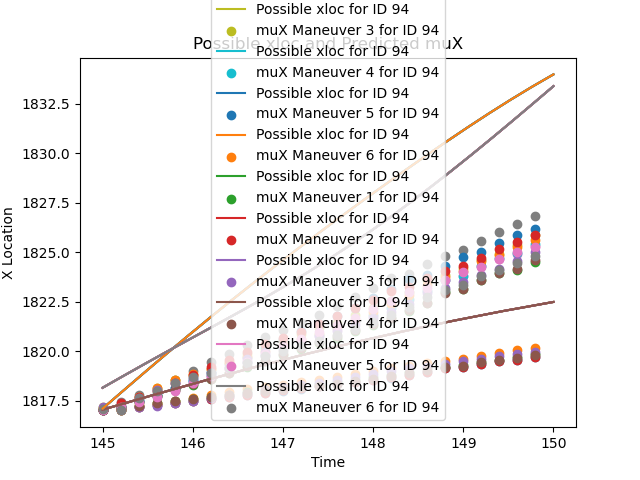 Possible xloc for ID 94
muX Maneuver 3 for ID 94
Possible xloc for ID 94
Possible xloc and Predicted muX
muX Maneuver 4 for ID 94
Possible xloc for ID 94
muX Maneuver 5 for ID 94
Possible xloc for ID 94
muX Maneuver 6 for ID 94
Possible xloc for ID 94
muX Maneuver 1 for ID 94
Possible xloc for ID 94
muX Maneuver 2 for ID 94
Possible xloc for ID 94
muX Maneuver 3 for ID 94
Possible xloc for ID 94
muX Maneuver 4 for ID 94
Possible xloc for ID 94
muX Maneuver 5 for ID 94
Possible xloc for ID 94
muX Maneuver 6 for ID 94
X Location
1832.5
1830.0
1827.5
1825.0
1822.5
1820.0
1817.5
145 146 147 148 149 150
Time